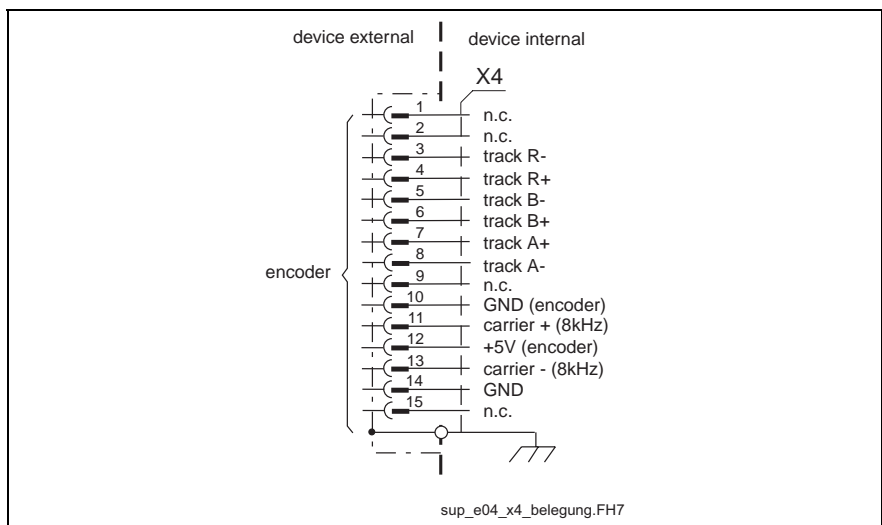 device external device internal
X4
1 n.c.
2 n.c.
3 track R-
4 track R+
5 track B-
6 track B+
7 track A+
8 track A-
encoder
9 n.c.
10 GND (encoder)
11 carrier + (8kHz)
12 +5V (encoder)
13 carrier - (8kHz)
14 GND
15 n.c.
sup_e04_x4_belegung.FH7